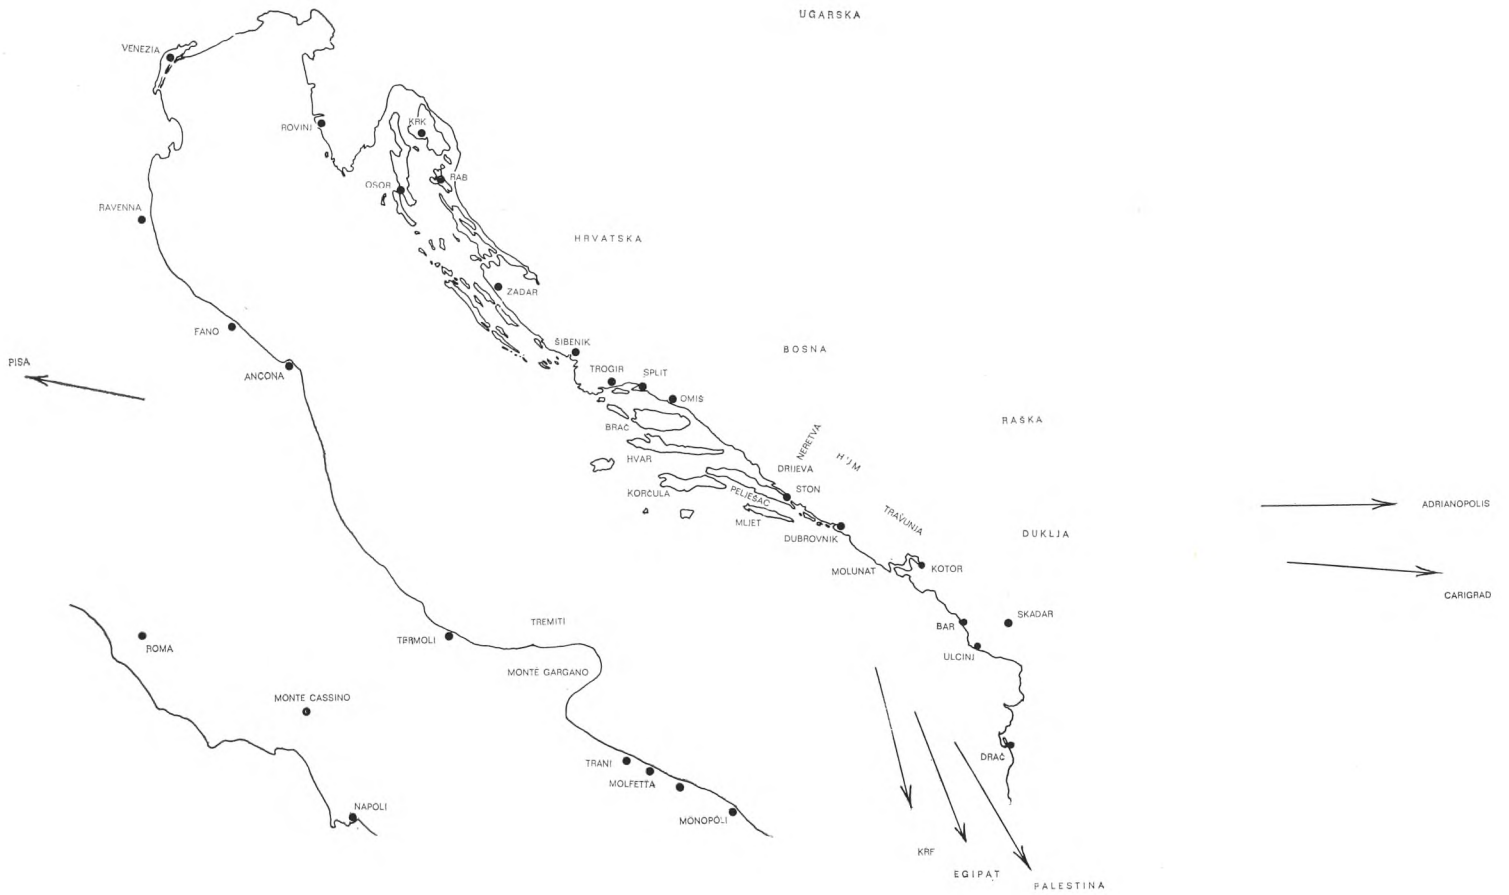 UGARSKA
VENEZIA
ROVINJ
KRK
OSOR
RAB
RAVENNA
HRVATSKA
ZADAR
FANO
ŠIBENIK
BOSNA
PISA
ANCONA
TROGIR
SPLIT
OMIŠ
BRAČ
RAŠKA
NERETVA
HVAR
H'JM
DRIJEVA
KORČULA
PELJEŠAC
STON
MLJET
TRAVUNJA
ADRIANOPOLIS
DUBROVNIK
DUKLJA
MOLUNAT
KOTOR
CARIGRAD
SKADAR
BAR
TREMITI
TERMOLI
ROMA
ULCINJ
MONTE GARGANO
MONTE CASSINO
DRAČ
TRANI
MOLFETTA
NAPOLI
MONOPOLI
KRF
EGIPAT
PALESTINA